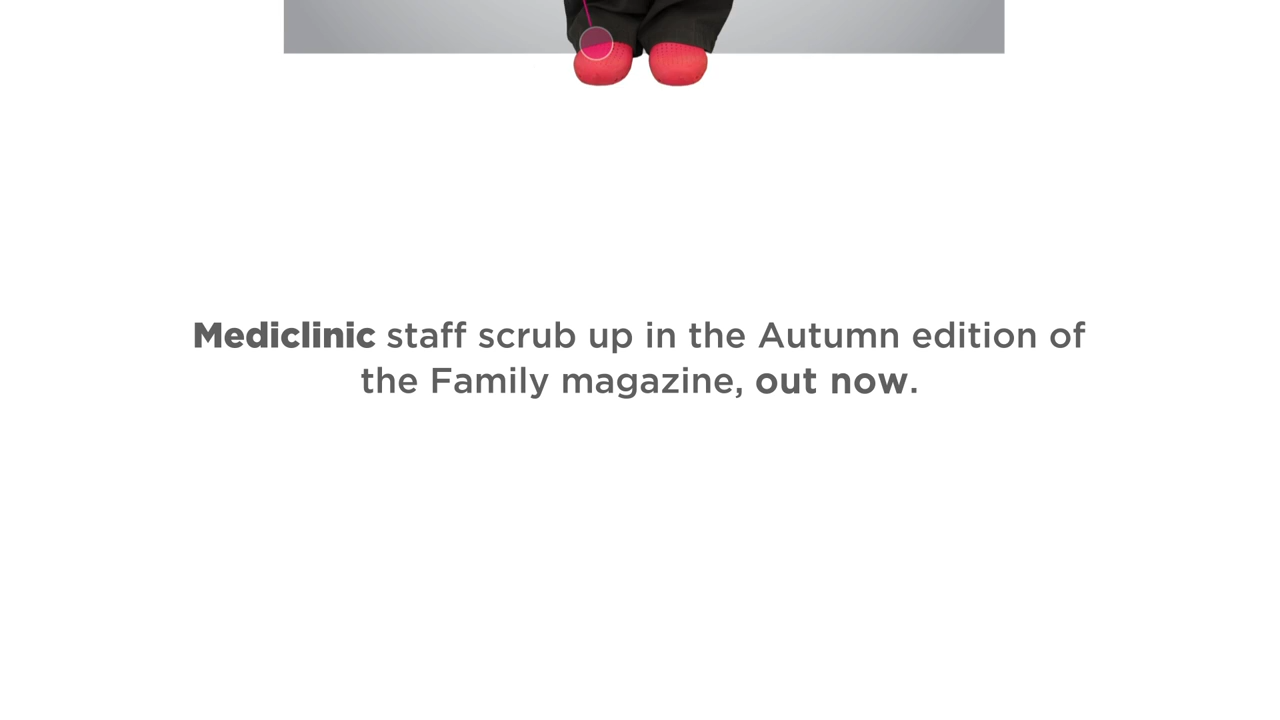 Mediclinic staff scrub up in the Autumn edition of
the Family magazine, out now.